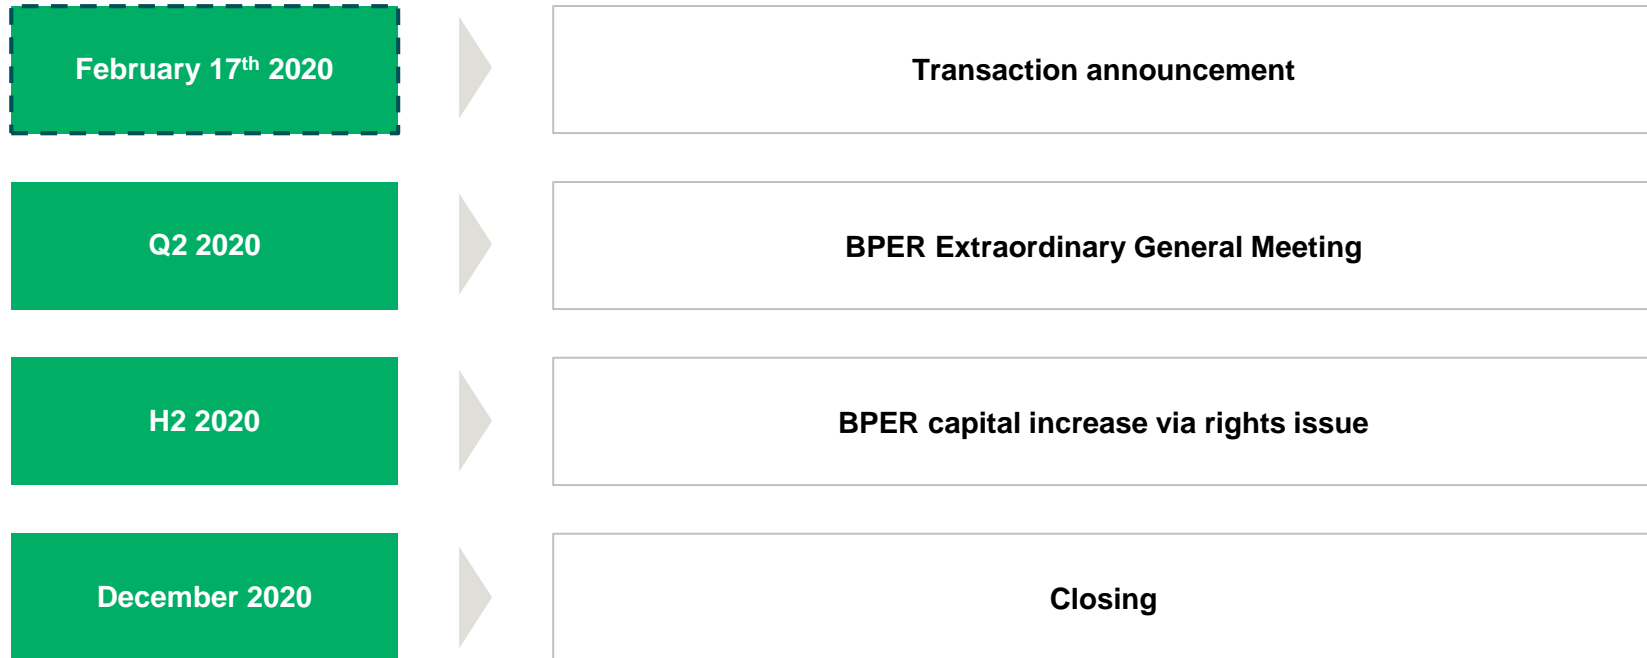 February 17th 2020
Transaction announcement
Q2 2020
BPER Extraordinary General Meeting
H2 2020
BPER capital increase via rights issue
December 2020
Closing